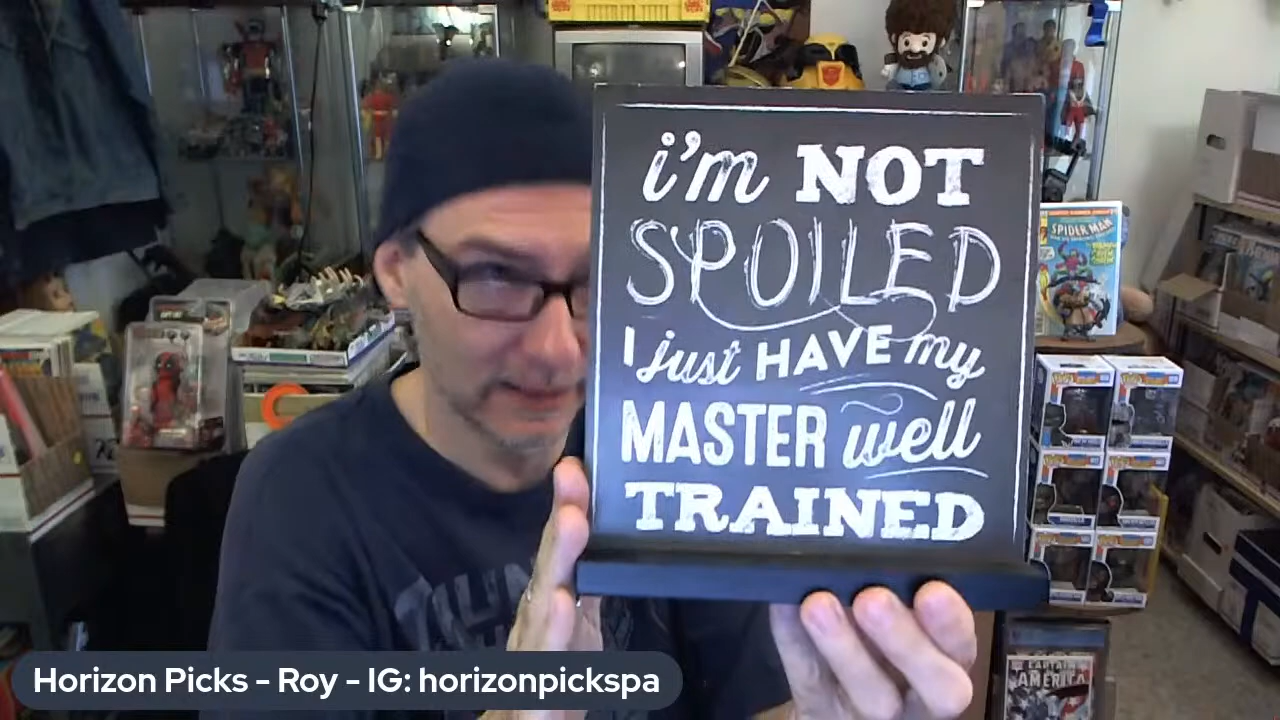 i'm NOT
SPOILED
I just HAVE my
MASTER well
TRAINED
SPIDER-MAN
CAPTAIN
AMERICA
Horizon Picks - Roy - IG: horizonpickspa